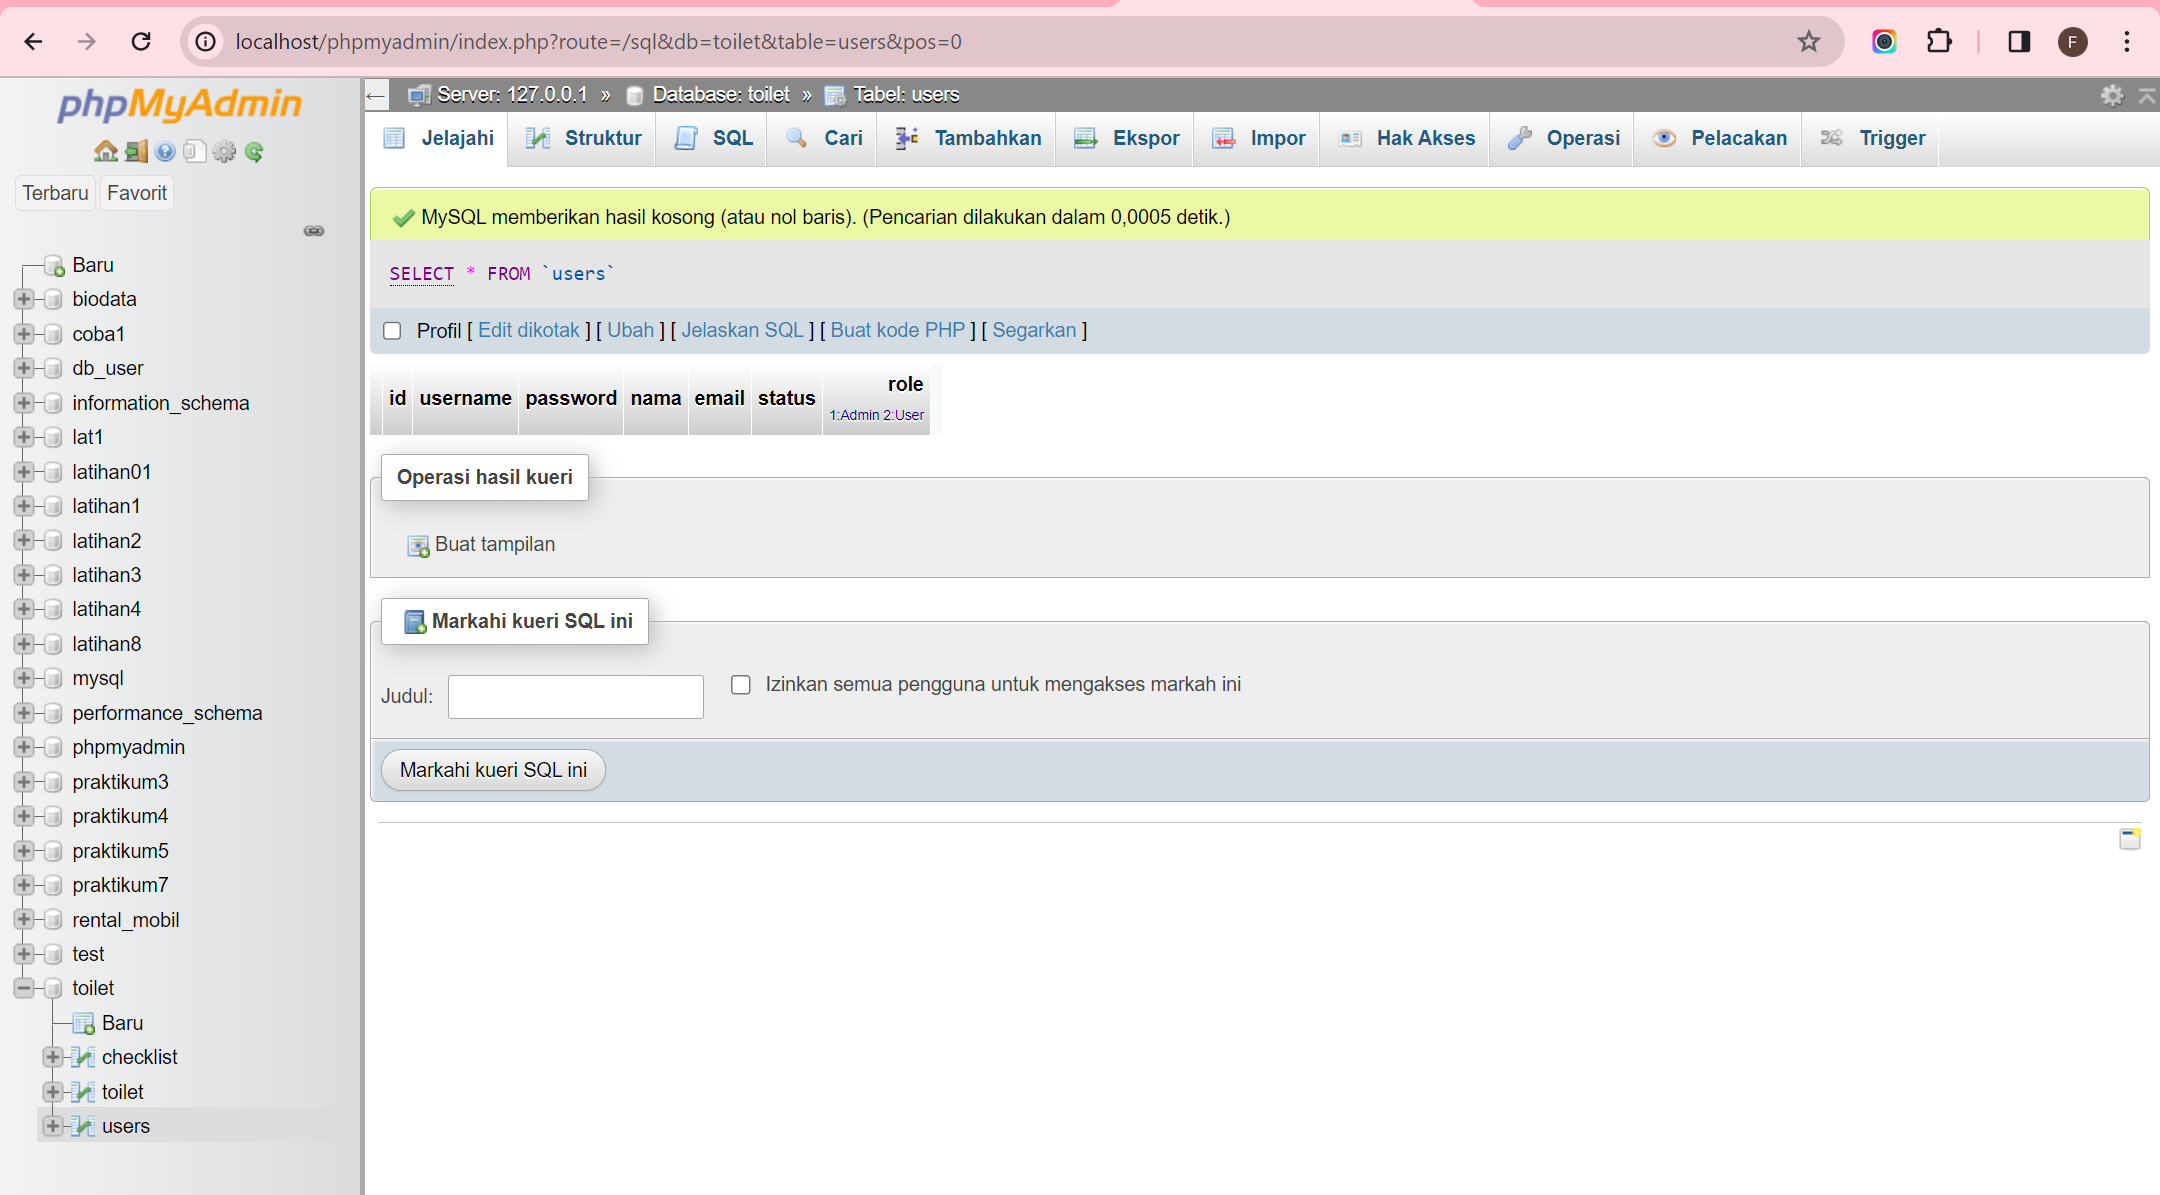 localhost/phpmyadmin/index.php?route=/sql&db=toilet&table=users&pos=0
F
phpMyAdmin
Terbaru Favorit
Baru
biodata
coba1
db_user
information_schema
lat1
latihan01
latihan1
latihan2
latihan3
latihan4
latihan8
mysql
performance_schema
phpmyadmin
praktikum3
praktikum4
praktikum5
praktikum7
rental_mobil
test
toilet
Baru
checklist
toilet
users
Server: 127.0.0.1 » Database: toilet » Tabel: users
Jelajahi Struktur SQL Cari Tambahkan Ekspor Impor Hak Akses Operasi Pelacakan Trigger
MySQL memberikan hasil kosong (atau nol baris). (Pencarian dilakukan dalam 0,0005 detik.)
SELECT * FROM `users`
Profil [ Edit dikotak ] [ Ubah ] [ Jelaskan SQL ] [ Buat kode PHP ] [ Segarkan ]
id username password nama email status role
1:Admin 2:User
Operasi hasil kueri
Buat tampilan
Markahi kueri SQL ini
Judul: Izinkan semua pengguna untuk mengakses markah ini
Markahi kueri SQL ini